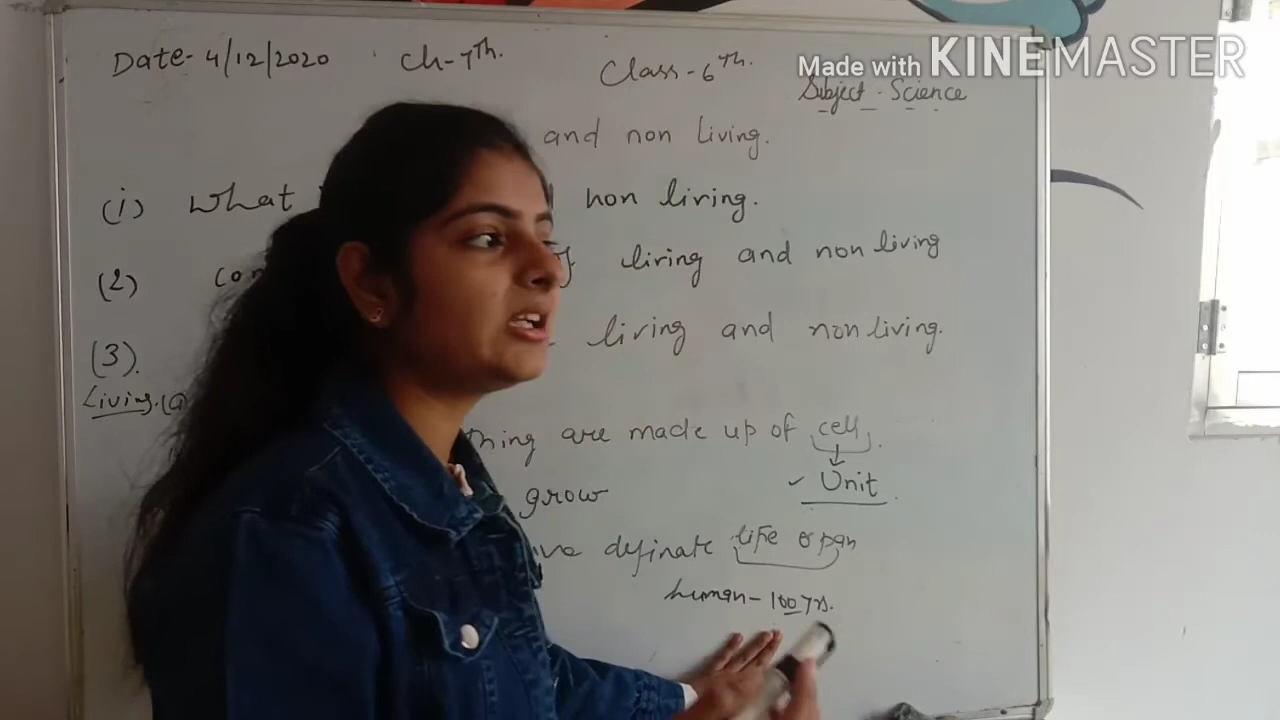 Date- 4/12/2020 Ch-7Th. Class-6Th. Made with KINEMASTER
Subject - Science
and non living.
(i) what non living.
(2) living and non living
(3). living and non living.
Living. (a) thing are made up of cell.
Unit
grow
definate life span
human - 100 yrs.